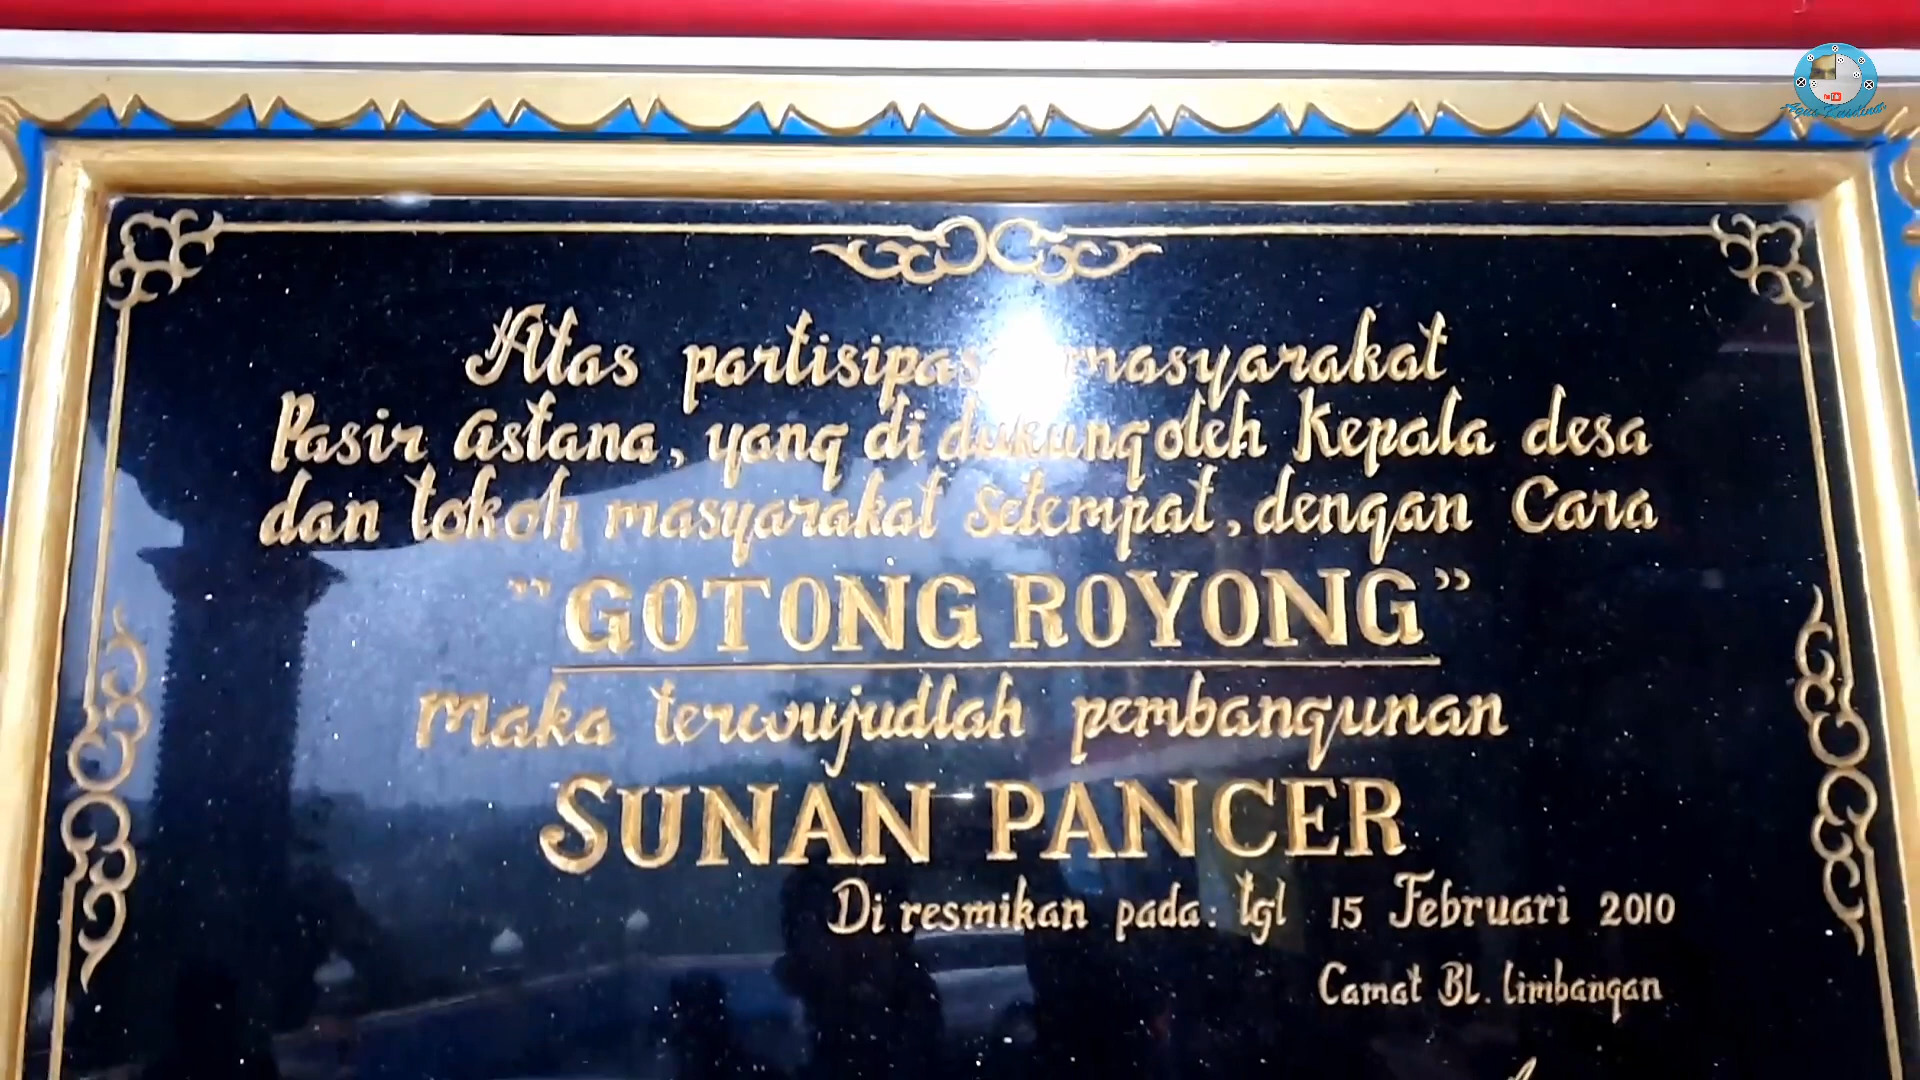 Atas partisipasi masyarakat
Pasir astana, yang di dukung oleh Kepala desa
dan tokoh masyarakat setempat, dengan Cara
"GOTONG ROYONG"
maka terwujudlah pembangunan
SUNAN PANCER
Di resmikan pada: tgl 15 Februari 2010
Camat BL. limbangan